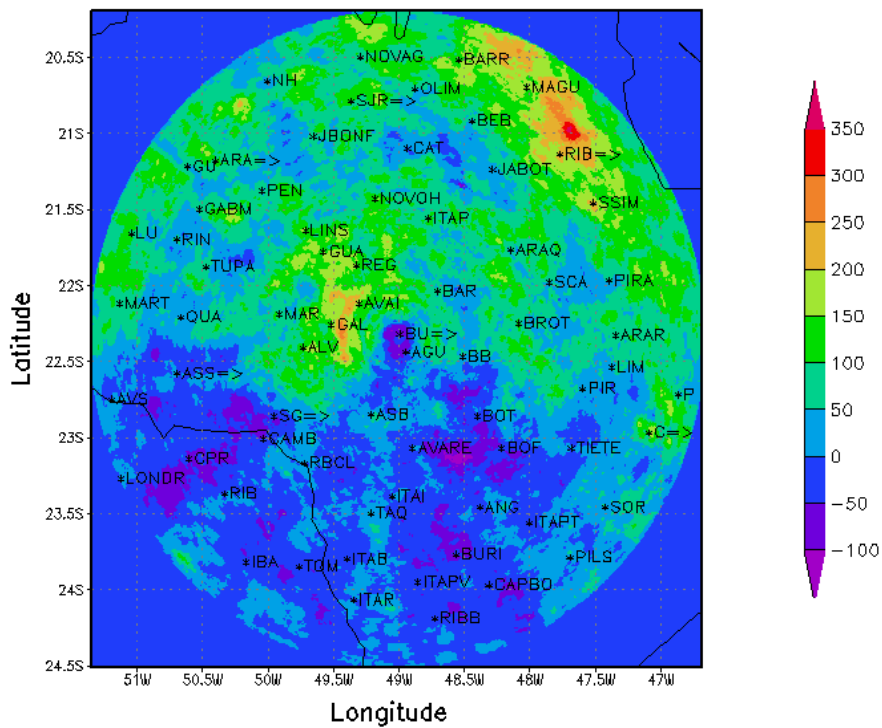 20.5S
NOVAG
BARR
NH
OLIM
MAGU
SJR=>
350
BEB
21S
JBONF
CAT
300
RIB=>
GU
ARA=>
JABOT
PEN
250
NOVOH
21.5S
GABM
SSIM
ITAP
LU
RIN
LINS
200
GUA
ARAQ
TUPA
REG
SCA
PIRA
22S
BAR
150
MART
AVAI
QUA
MAR
GAL
BROT
BU=>
ARAR
100
22.5S
ALV
AGU
BB
ASS=>
LIM
PIR
50
AVS
P
SG=>
ASB
BOT
23S
CAMB
C=>
0
AVARE
BOF
TIETE
CPR
RBCL
LONDR
-50
RIB
ITAI
23.5S
TAQ
ANG
SOR
ITAPT
-100
IBA
TOM
ITAB
BURI
PILS
24S
ITAPV
CAPBO
ITAR
RIBB
24.5S
51W 50.5W 50W 49.5W 49W 48.5W 48W 47.5W 47W
Longitude
Latitude